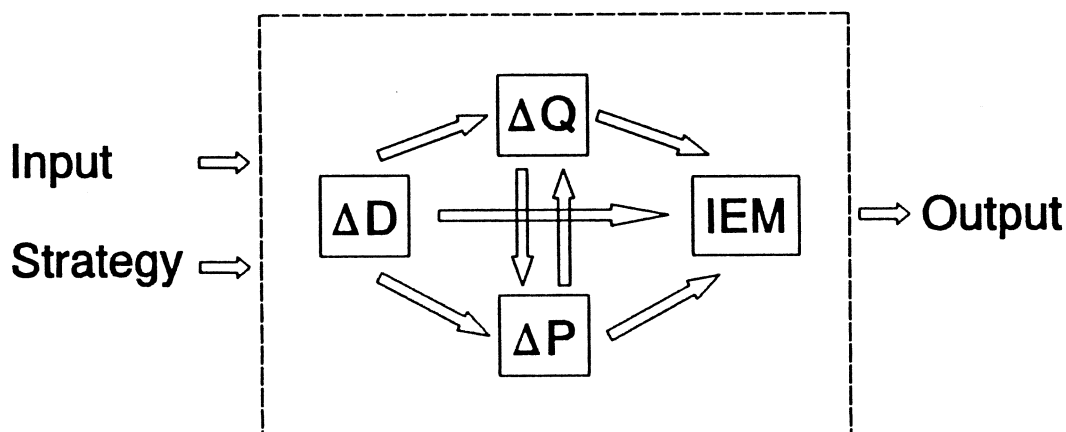 ΔQ
Input
ΔD
IEM
Output
Strategy
ΔP